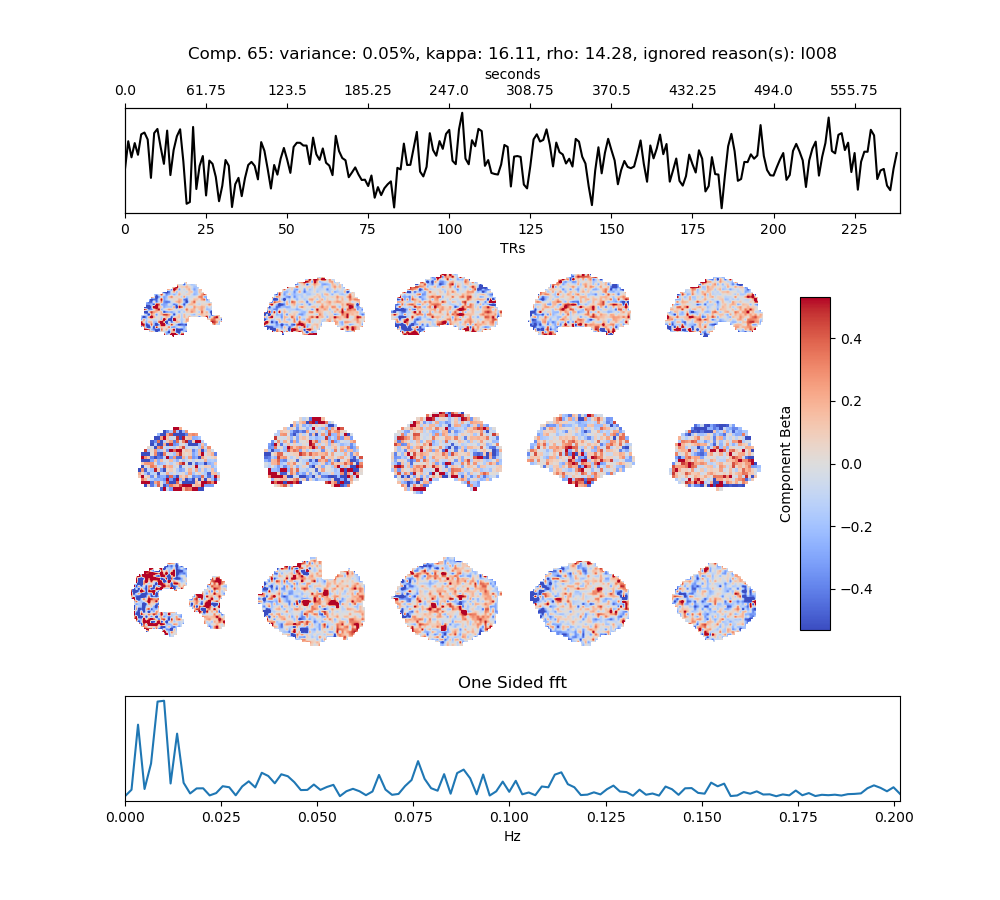 Comp. 65: variance: 0.05%, kappa: 16.11, rho: 14.28, ignored reason(s): I008
seconds
0.0 61.75 123.5 185.25 247.0 308.75 370.5 432.25 494.0 555.75
0 25 50 75 100 125 150 175 200 225
TRs
0.4
0.2
0.0
−0.2
−0.4
Component Beta
One Sided fft
0.000 0.025 0.050 0.075 0.100 0.125 0.150 0.175 0.200
Hz